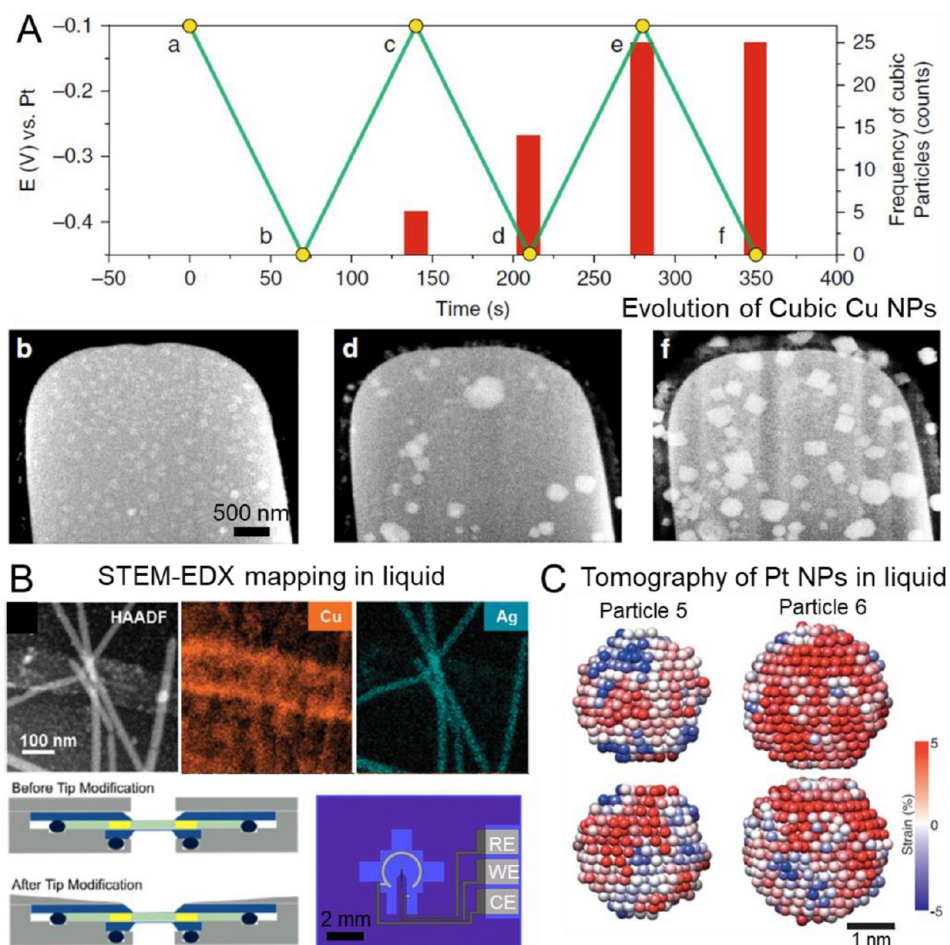 A
−0.1
−0.2
−0.3
−0.4
E (V) vs. Pt
a
b
c
d
e
f
25
20
15
10
5
0
Frequency of cubic
Particles (counts)
−50
0
50
100
150
200
250
300
350
400
Time (s)
Evolution of Cubic Cu NPs
b
500 nm
d
f
B
STEM-EDX mapping in liquid
HAADF
100 nm
Cu
Ag
Before Tip Modification
After Tip Modification
RE
WE
CE
2 mm
C
Tomography of Pt NPs in liquid
Particle 5
Particle 6
5
0
-5
Strain (%)
1 nm